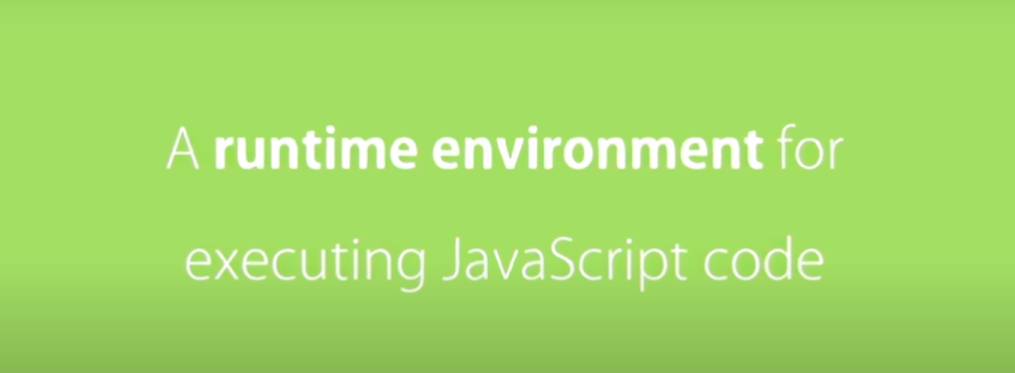 A runtime environment for
executing JavaScript code